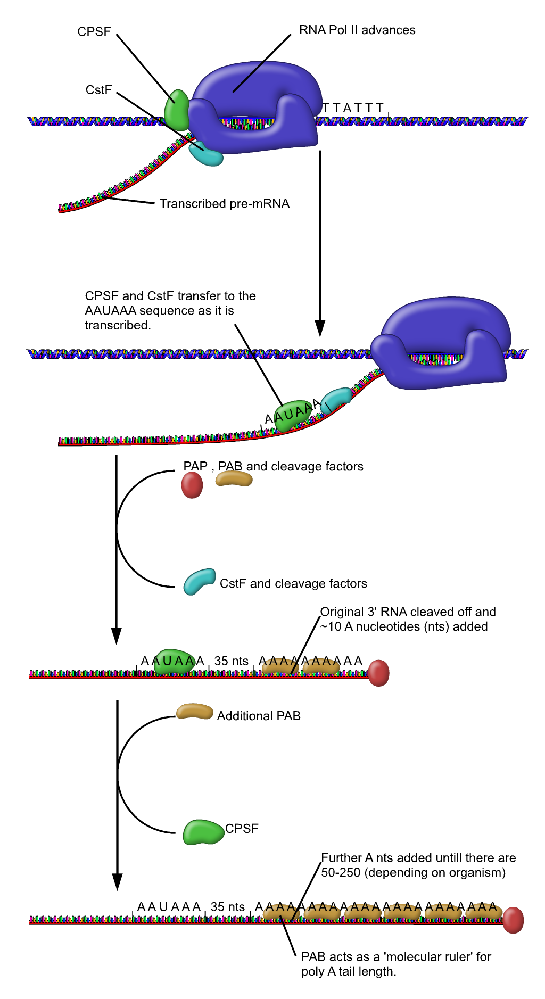 CPSF
RNA Pol II advances
CstF
TTATTT
Transcribed pre-mRNA
CPSF and CstF transfer to the
AAUAAA sequence as it is
transcribed.
AAUAAA
PAP , PAB and cleavage factors
CstF and cleavage factors
Original 3' RNA cleaved off and
~10 A nucleotides (nts) added
AAUAAA 35 nts AAAAAAAAAA
Additional PAB
CPSF
Further A nts added untill there are
50-250 (depending on organism)
AAUAAA 35 nts AAAAAAAAAAAAAAAAAAAAAAA
PAB acts as a 'molecular ruler' for
poly A tail length.